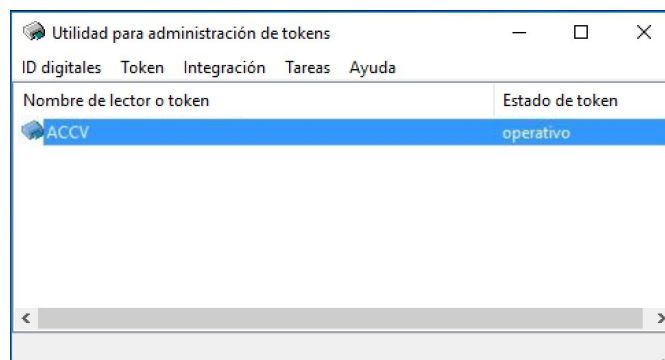 Utilidad para administración de tokens
ID digitales Token Integración Tareas Ayuda
Nombre de lector o token Estado de token
ACCV operativo